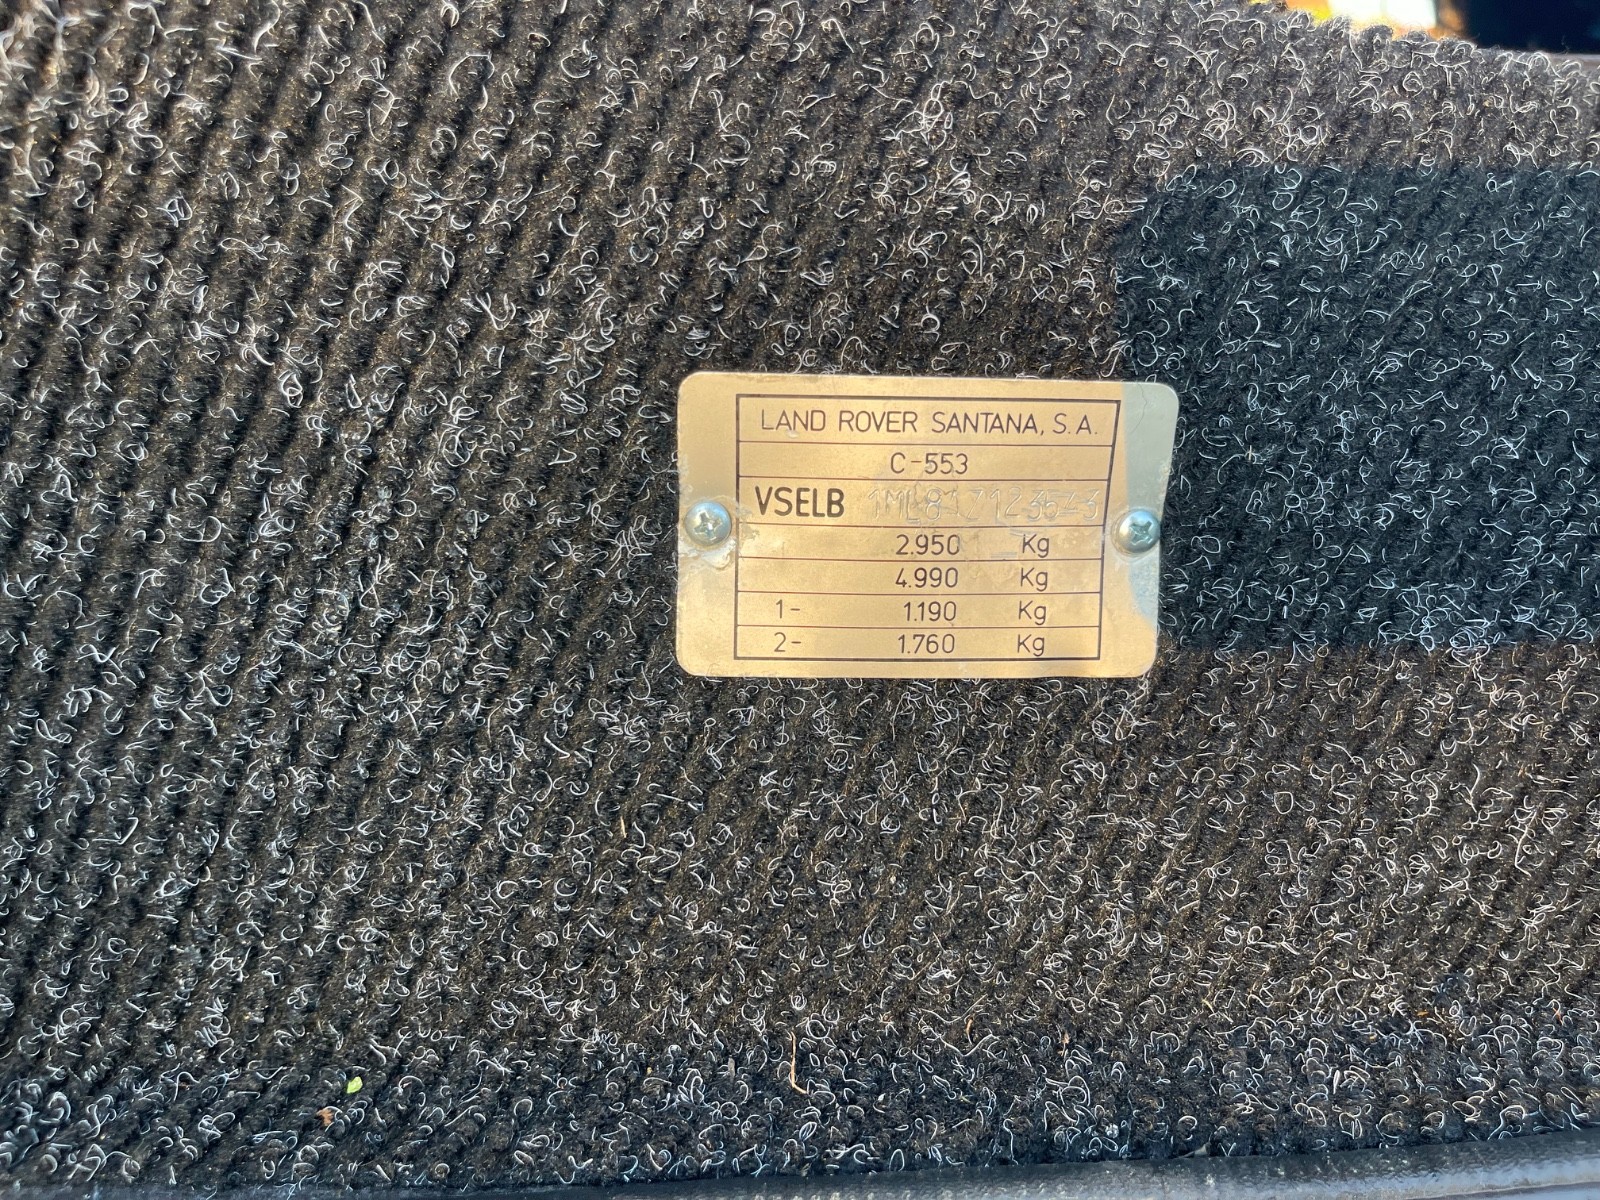 LAND ROVER SANTANA, S.A.
C-553
VSELB
2.950 Kg
4.990 Kg
1- 1.190 Kg
2- 1.760 Kg